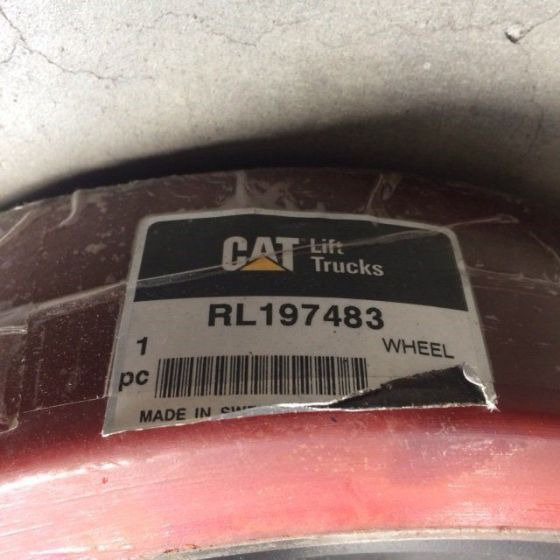 CAT Lift Trucks
RL197483
1 pc
WHEEL
MADE IN